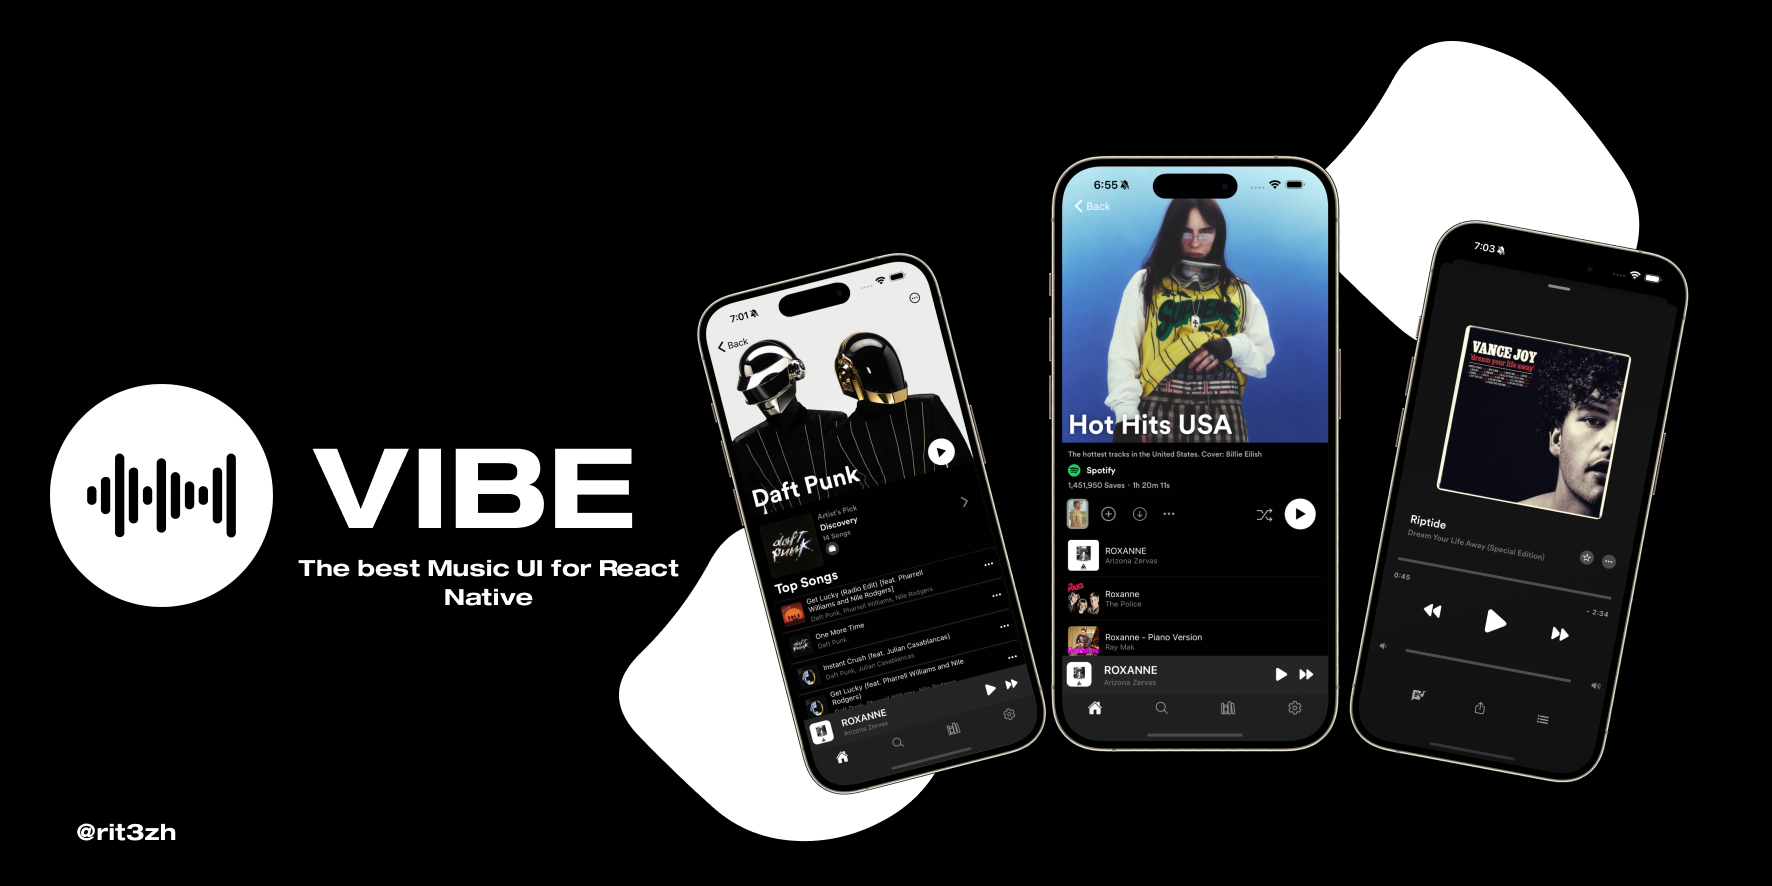 VIBE
The best Music UI for React
Native
@rit3zh
7:01
Back
Daft Punk
Artist's Pick
Discovery
14 Songs
daft punk
Top Songs
Get Lucky (Radio Edit) [feat. Pharrell
Williams and Nile Rodgers]
Daft Punk, Pharrell Williams, Nile Rodgers
One More Time
Daft Punk
Instant Crush (feat. Julian Casablancas)
Daft Punk, Julian Casablancas
Get Lucky (feat. Pharrell Williams and Nile
Rodgers)
Daft Punk, Pharrell Williams, Nile Rodgers
ROXANNE
Arizona Zervas
6:55
Back
SUPREME
Hot Hits USA
The hottest tracks in the United States. Cover: Billie Eilish
Spotify
1,451,950 Saves · 1h 20m 11s
ROXANNE
Arizona Zervas
Roxanne
The Police
Roxanne - Piano Version
Ray Mak
ROXANNE
Arizona Zervas
7:03
VANCE JOY
dream your life away
Riptide
Dream Your Life Away (Special Edition)
0:45
- 2:34